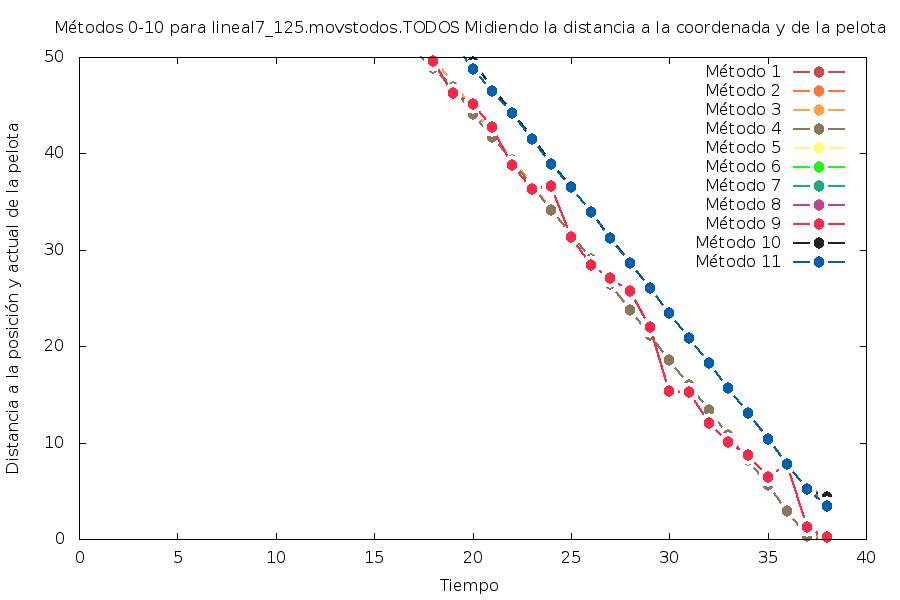 Métodos 0-10 para lineal7_125.movstodos.TODOS Midiendo la distancia a la coordenada y de la pelota
Distancia a la posición y actual de la pelota
50
40
30
20
10
0
Método 1
Método 2
Método 3
Método 4
Método 5
Método 6
Método 7
Método 8
Método 9
Método 10
Método 11
0 5 10 15 20 25 30 35 40
Tiempo